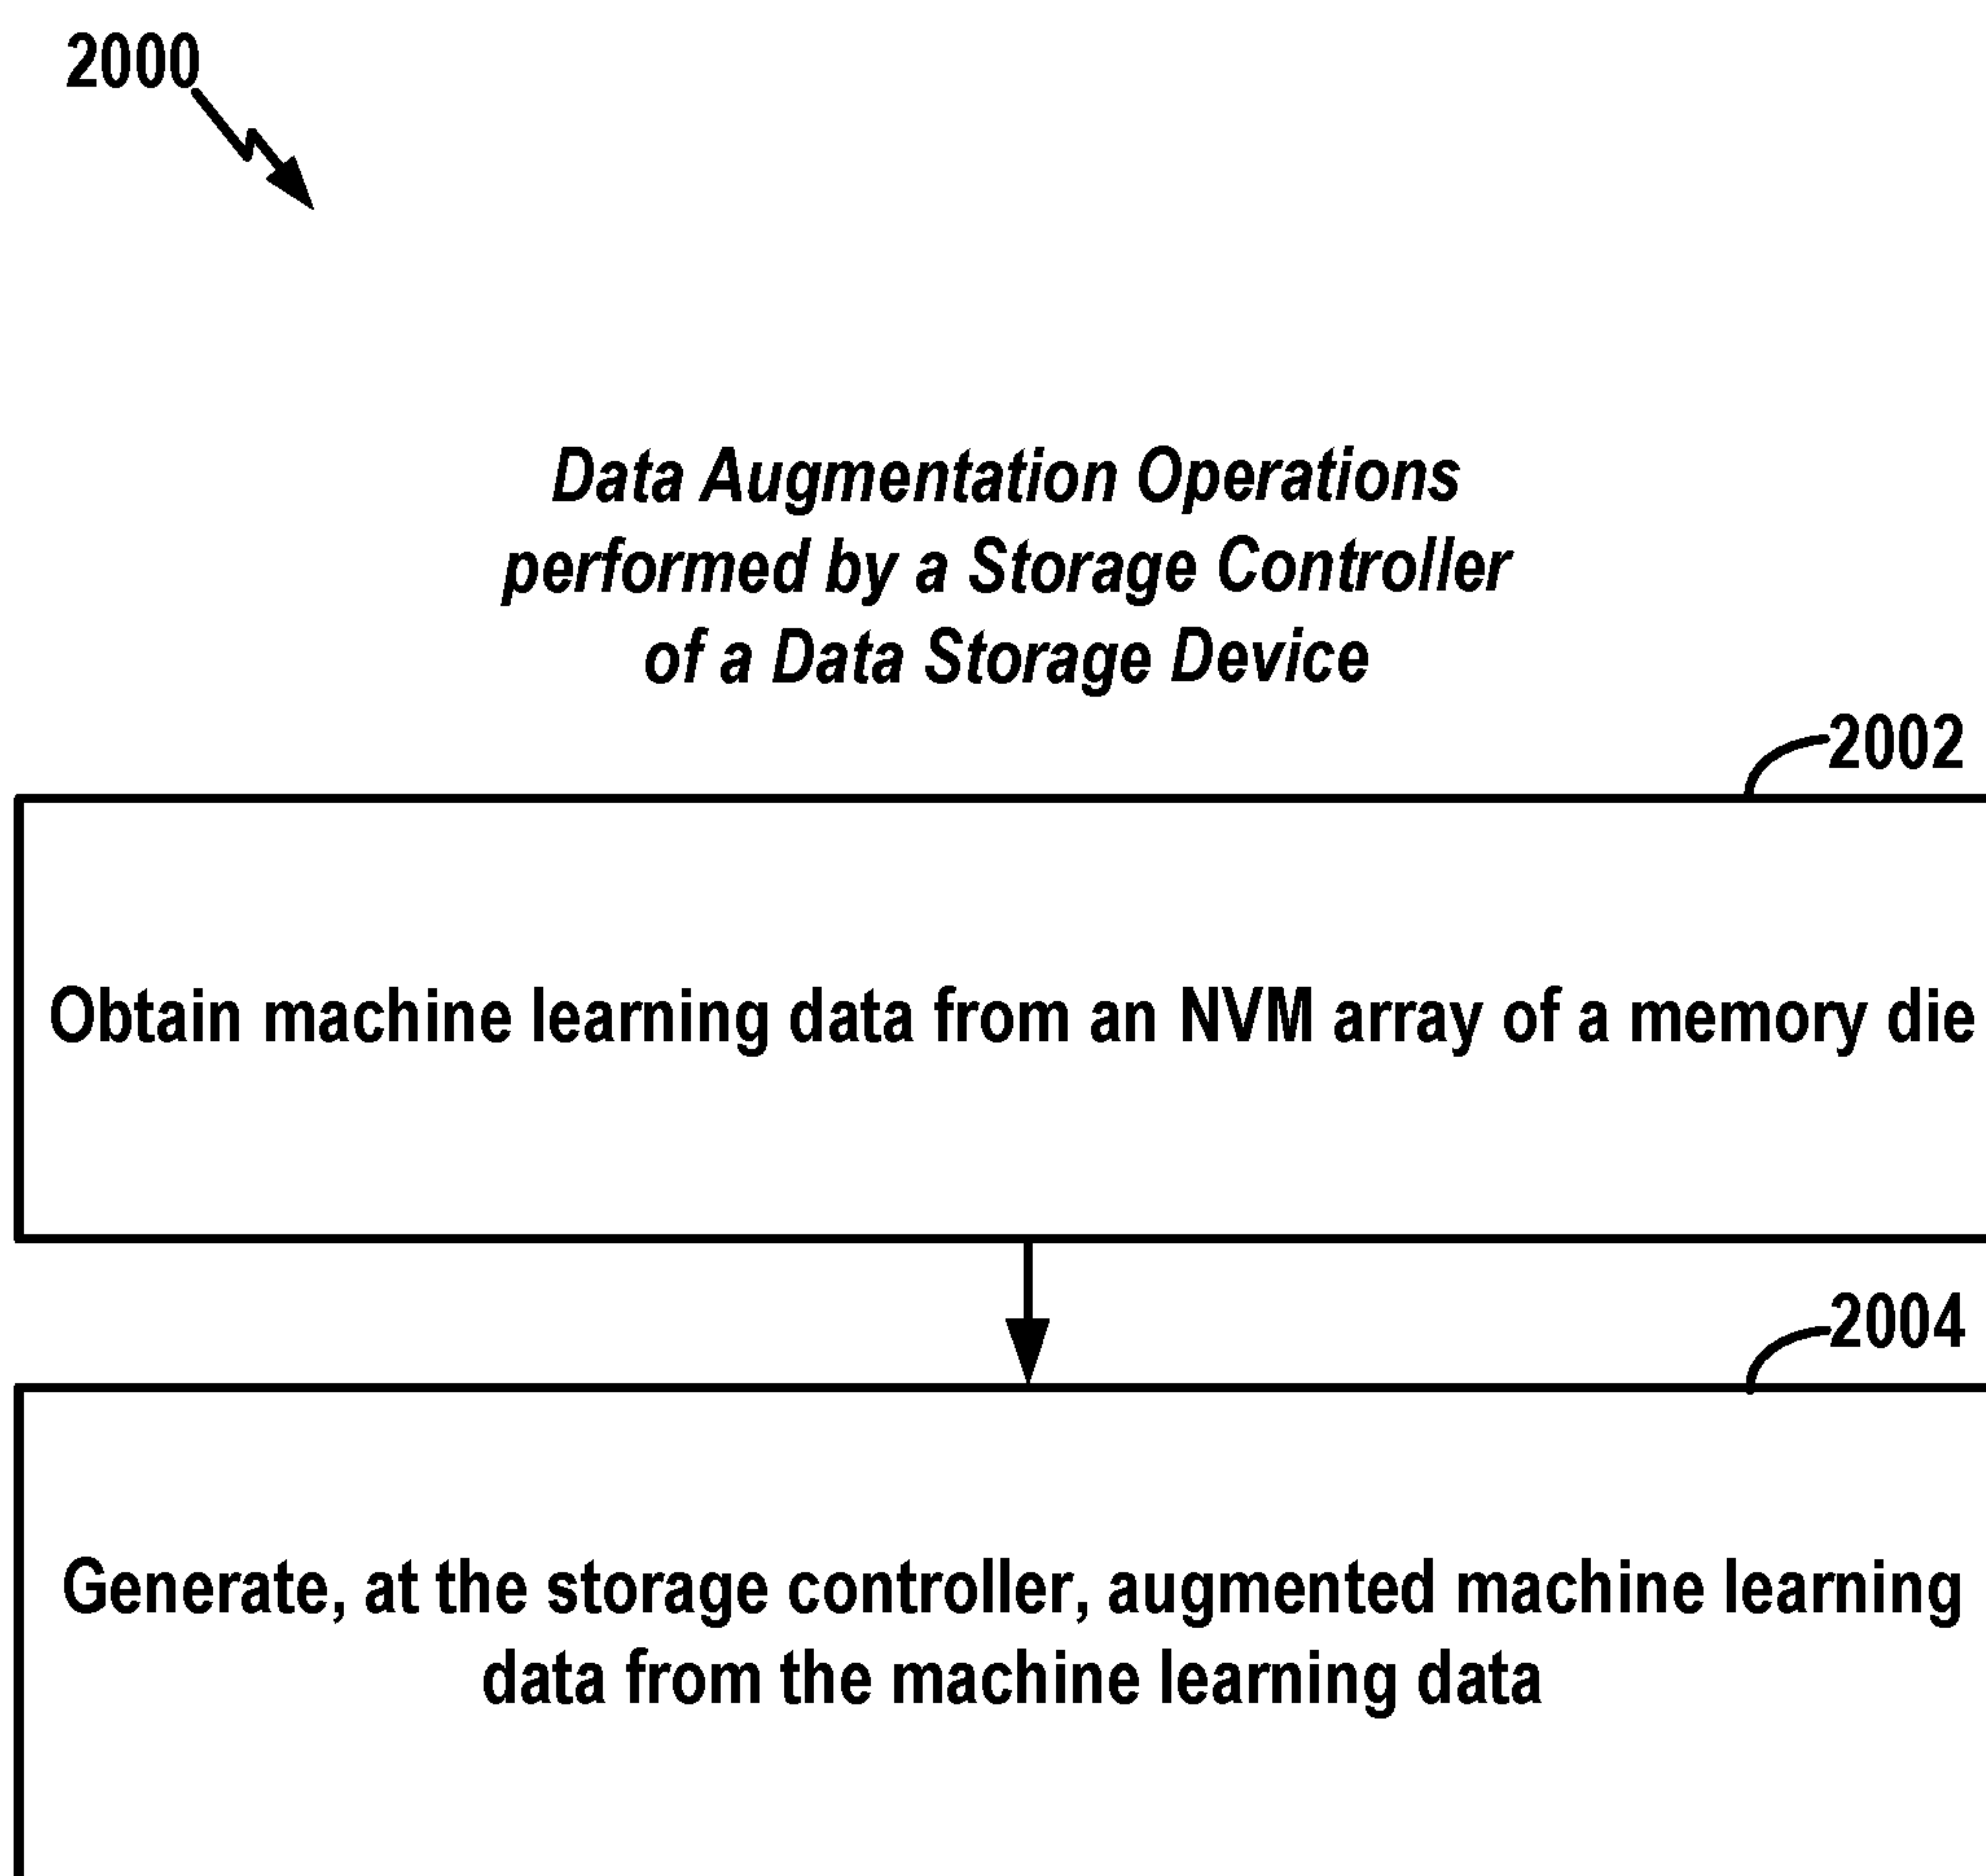 2000
Data Augmentation Operations
performed by a Storage Controller
of a Data Storage Device
2002
Obtain machine learning data from an NVM array of a memory die
2004
Generate, at the storage controller, augmented machine learning
data from the machine learning data